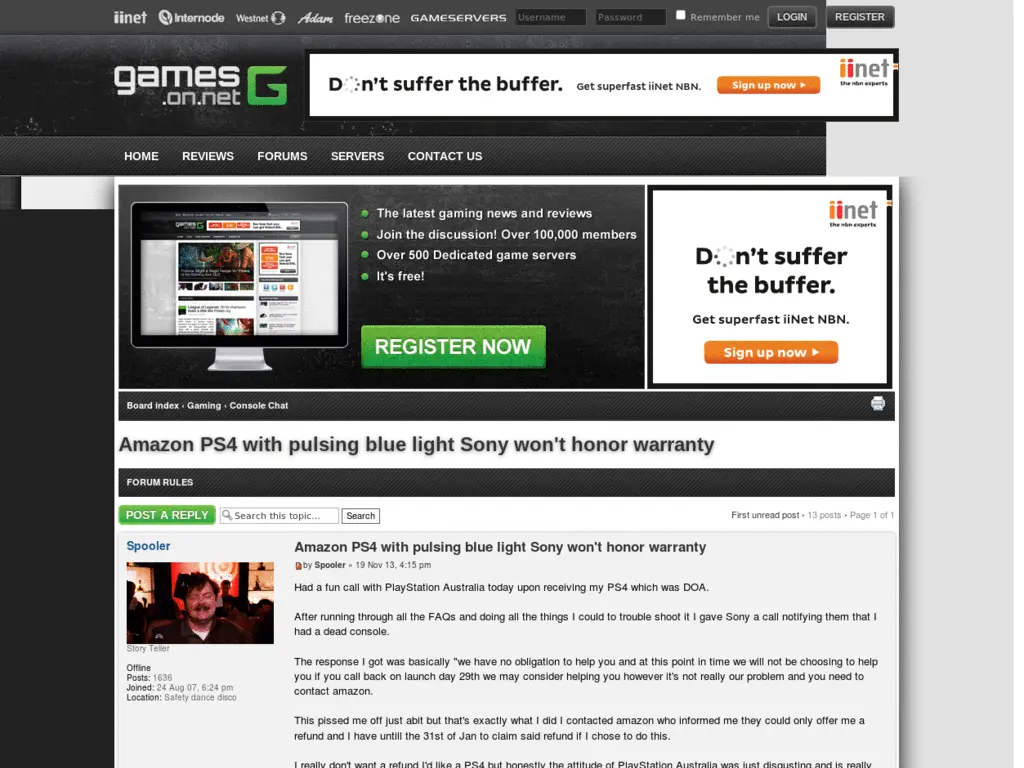 iinet Internode Westnet Adam freezone GAMESERVERS Username Password Remember me LOGIN REGISTER
games.on.net G
Don't suffer the buffer. Get superfast iiNet NBN. Sign up now
iinet
the nbn experts
HOME REVIEWS FORUMS SERVERS CONTACT US
The latest gaming news and reviews
Join the discussion! Over 100,000 members
Over 500 Dedicated game servers
It's free!
REGISTER NOW
iinet
the nbn experts
Don't suffer
the buffer.
Get superfast iiNet NBN.
Sign up now
Board index ‹ Gaming ‹ Console Chat
Amazon PS4 with pulsing blue light Sony won't honor warranty
FORUM RULES
POST A REPLY Search this topic... Search First unread post • 13 posts • Page 1 of 1
Spooler
Story Teller
Offline
Posts: 1636
Joined: 24 Aug 07, 6:24 pm
Location: Safety dance disco
Amazon PS4 with pulsing blue light Sony won't honor warranty
by Spooler » 19 Nov 13, 4:15 pm
Had a fun call with PlayStation Australia today upon receiving my PS4 which was DOA.
After running through all the FAQs and doing all the things I could to trouble shoot it I gave Sony a call notifying them that I
had a dead console.
The response I got was basically "we have no obligation to help you and at this point in time we will not be choosing to help
you if you call back on launch day 29th we may consider helping you however it's not really our problem and you need to
contact amazon.
This pissed me off just abit but that's exactly what I did I contacted amazon who informed me they could only offer me a
refund and I have untill the 31st of Jan to claim said refund if I chose to do this.
I really don't want a refund I'd like a PS4 but honestly the attitude of PlayStation Australia was just disgusting and is really